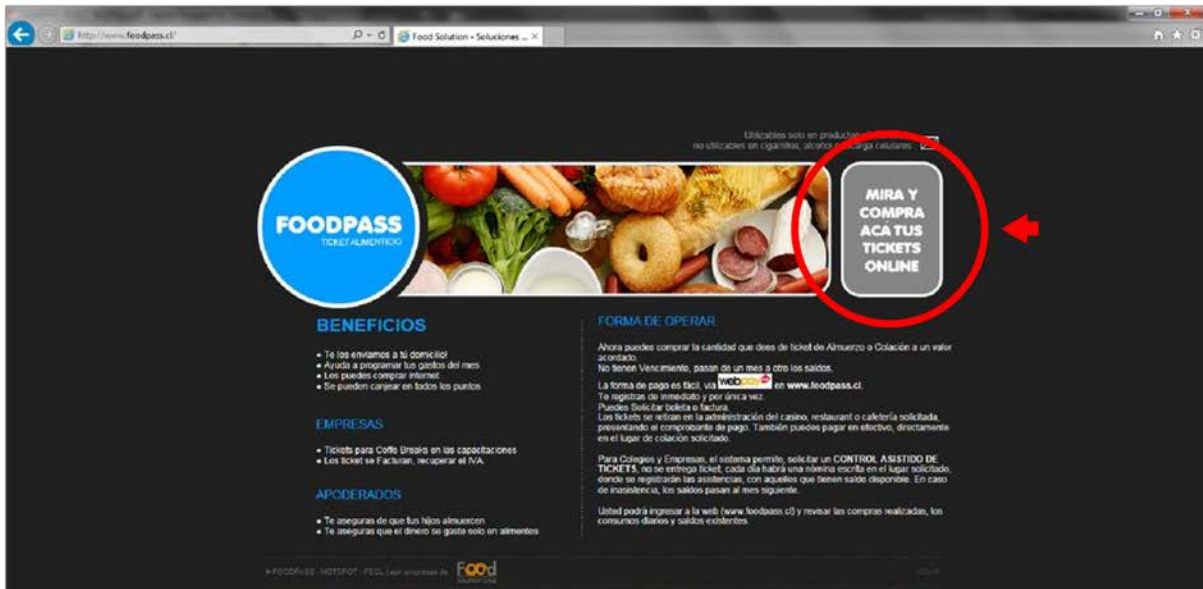 http://www.foodpass.cl/
Food Solution - Soluciones ...
Utilizables solo en productos
no utilizables en cigarrillos, alcohol o recarga celulares
FOODPASS
TICKET ALIMENTICIO
MIRA Y
COMPRA
ACÁ TUS
TICKETS
ONLINE
BENEFICIOS
• Te los enviamos a tú domicilio!
• Ayuda a programar tus gastos del mes
• Los puedes comprar internet
• Se pueden canjear en todos los puntos
EMPRESAS
• Tickets para Coffe Breaks en las capacitaciones
• Los ticket se Facturan, recuperar el IVA.
APODERADOS
• Te aseguras de que tus hijos almuercen
• Te aseguras que el dinero se gaste solo en alimentos
FORMA DE OPERAR
Ahora puedes comprar la cantidad que dees de ticket de Almuerzo o Colación a un valor
acordado.
No tienen Vencimiento, pasan de un mes a otro los saldos.
La forma de pago es fácil, vía webpay en www.foodpass.cl,
Te registras de inmediato y por única vez.
Puedes Solicitar boleta o factura.
Los tickets se retiran en la administración del casino, restaurant o cafetería solicitada,
presentando el comprobante de pago. También puedes pagar en efectivo, directamente
en el lugar de colación solicitado.
Para Colegios y Empresas, el sistema permite, solicitar un CONTROL ASISTIDO DE
TICKETS, no se entrega ticket, cada día habrá una nómina escrita en el lugar solicitado,
donde se registrarán las asistencias, con aquellos que tienen saldo disponible. En caso
de inasistencia, los saldos pasan al mes siguiente.
Usted podrá ingresar a la web (www.foodpass.cl) y revisar las compras realizadas, los
consumos diarios y saldos existentes.
FOODPASS - HOTSPOT - FSCL | son empresas de Food